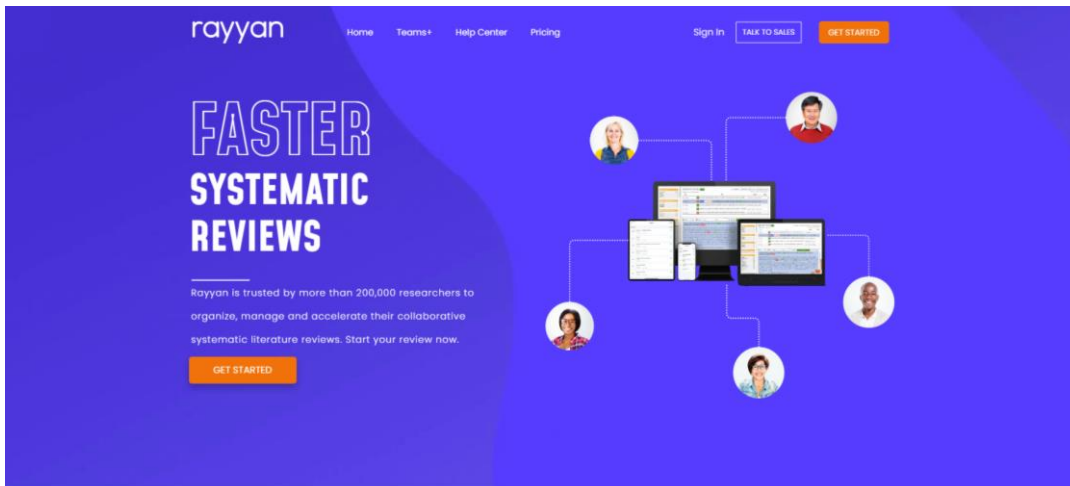 rayyan
Home Teams+ Help Center Pricing Sign In TALK TO SALES GET STARTED
FASTER
SYSTEMATIC
REVIEWS
Rayyan is trusted by more than 200,000 researchers to
organize, manage and accelerate their collaborative
systematic literature reviews. Start your review now.
GET STARTED